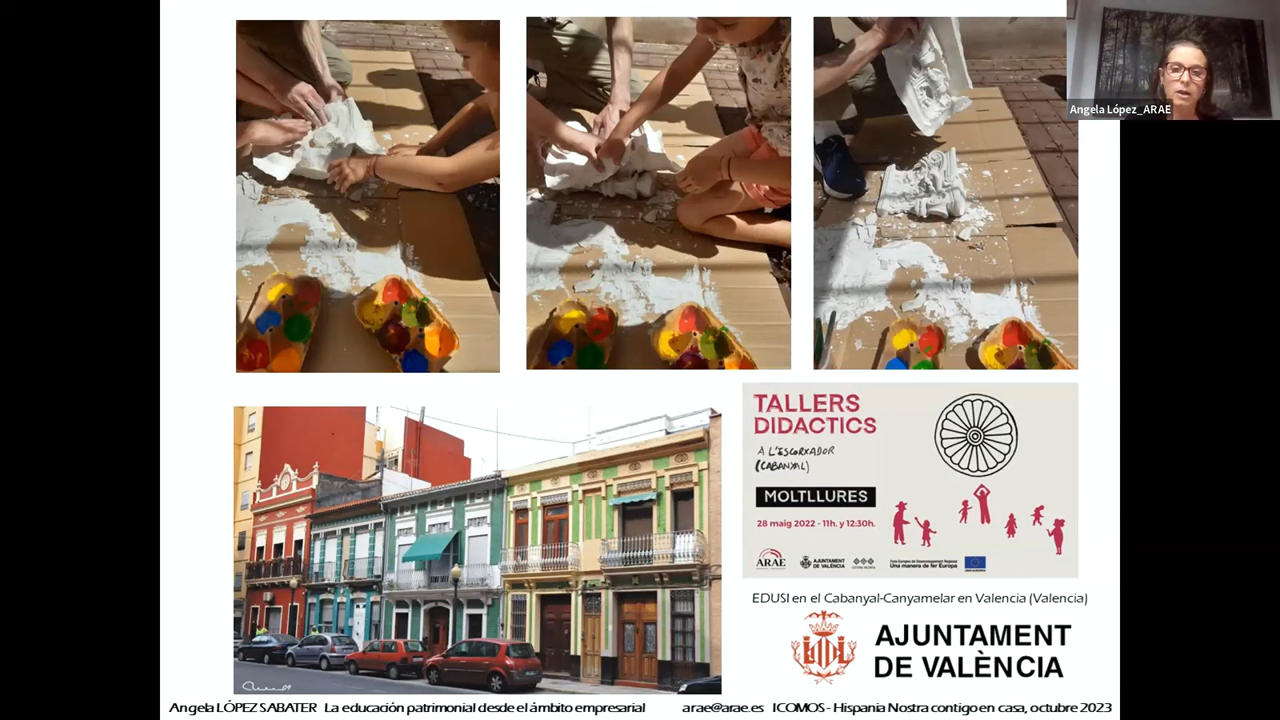 Angela López_ARAE
TALLERS
DIDACTICS
A L'ESCORXADOR
(CABANYAL)
MOLTLLURES
28 maig 2022 - 11h. y 12:30h.
ARAE
AJUNTAMENT
DE VALÈNCIA
Una manera de fer Europa
EDUSI en el Cabanyal-Canyamelar en Valencia (Valencia)
AJUNTAMENT
DE VALÈNCIA
Angela LÓPEZ SABATER La educación patrimonial desde el ámbito empresarial arae@arae.es ICOMOS - Hispania Nostra contigo en casa, octubre 2023